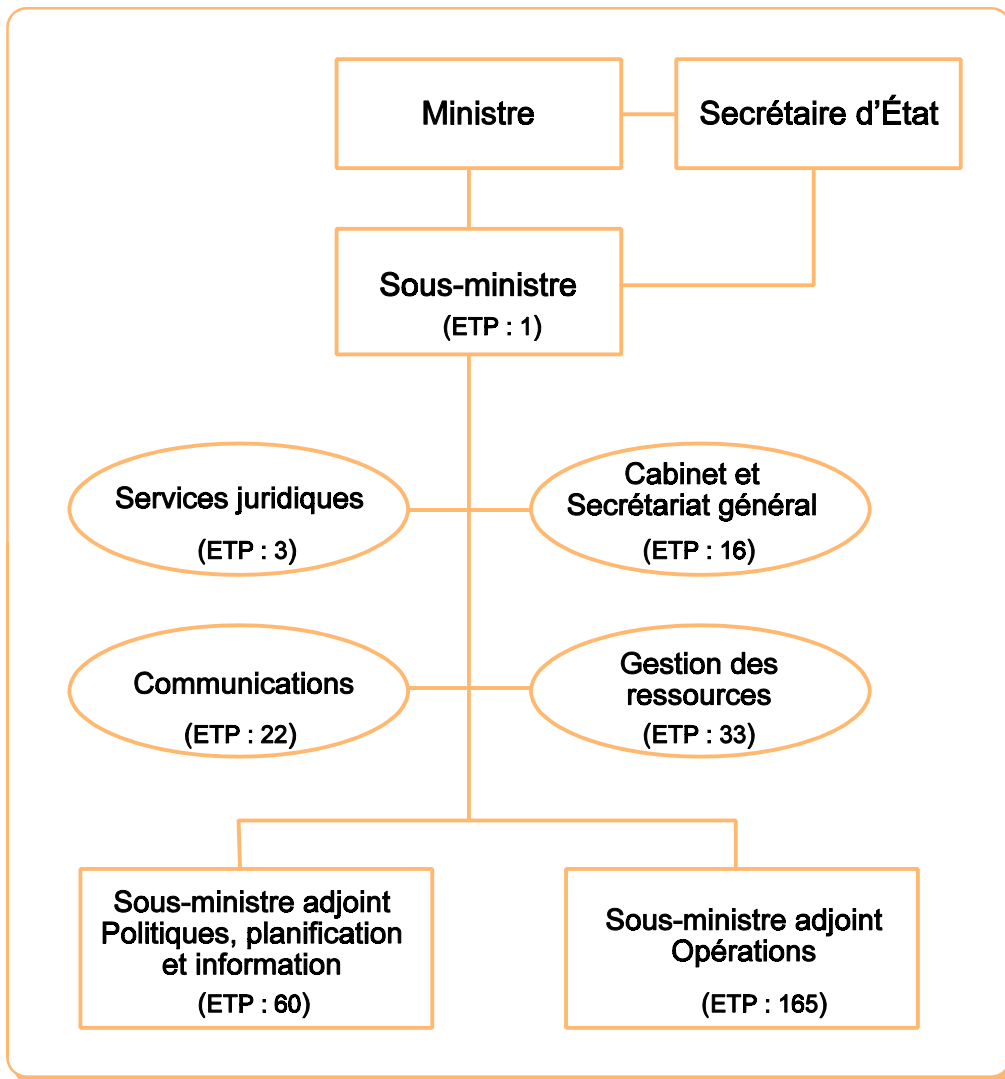 Ministre
Secrétaire d'État
Sous-ministre
(ETP : 1)
Services juridiques
(ETP : 3)
Cabinet et
Secrétariat général
(ETP : 16)
Communications
(ETP : 22)
Gestion des
ressources
(ETP : 33)
Sous-ministre adjoint
Politiques, planification
et information
(ETP : 60)
Sous-ministre adjoint
Opérations
(ETP : 165)